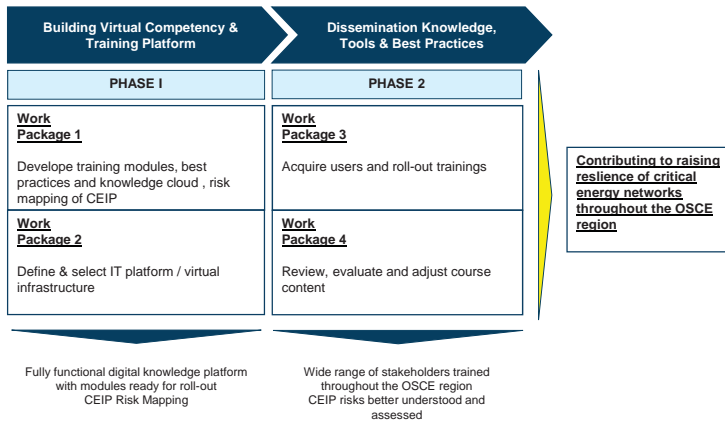 Building Virtual Competency &
Training Platform
Dissemination Knowledge,
Tools & Best Practices
PHASE I
PHASE 2
Work
Package 1
Develope training modules, best
practices and knowledge cloud , risk
mapping of CEIP
Work
Package 3
Acquire users and roll-out trainings
Work
Package 2
Define & select IT platform / virtual
infrastructure
Work
Package 4
Review, evaluate and adjust course
content
Contributing to raising
reslience of critical
energy networks
throughout the OSCE
region
Fully functional digital knowledge platform
with modules ready for roll-out
CEIP Risk Mapping
Wide range of stakeholders trained
throughout the OSCE region
CEIP risks better understood and
assessed